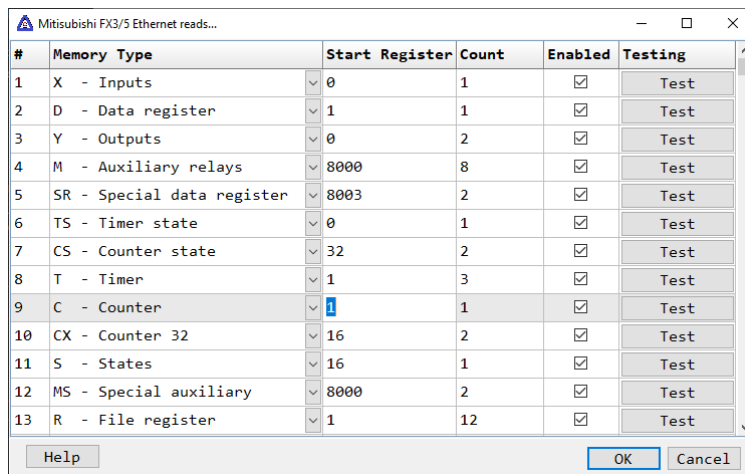 Mitisubishi FX3/5 Ethernet reads...
# Memory Type Start Register Count Enabled Testing
1 X - Inputs 0 1 Test
2 D - Data register 1 1 Test
3 Y - Outputs 0 2 Test
4 M - Auxiliary relays 8000 8 Test
5 SR - Special data register 8003 2 Test
6 TS - Timer state 0 1 Test
7 CS - Counter state 32 2 Test
8 T - Timer 1 3 Test
9 C - Counter 1 1 Test
10 CX - Counter 32 16 2 Test
11 S - States 16 1 Test
12 MS - Special auxiliary 8000 2 Test
13 R - File register 1 12 Test
Help OK Cancel